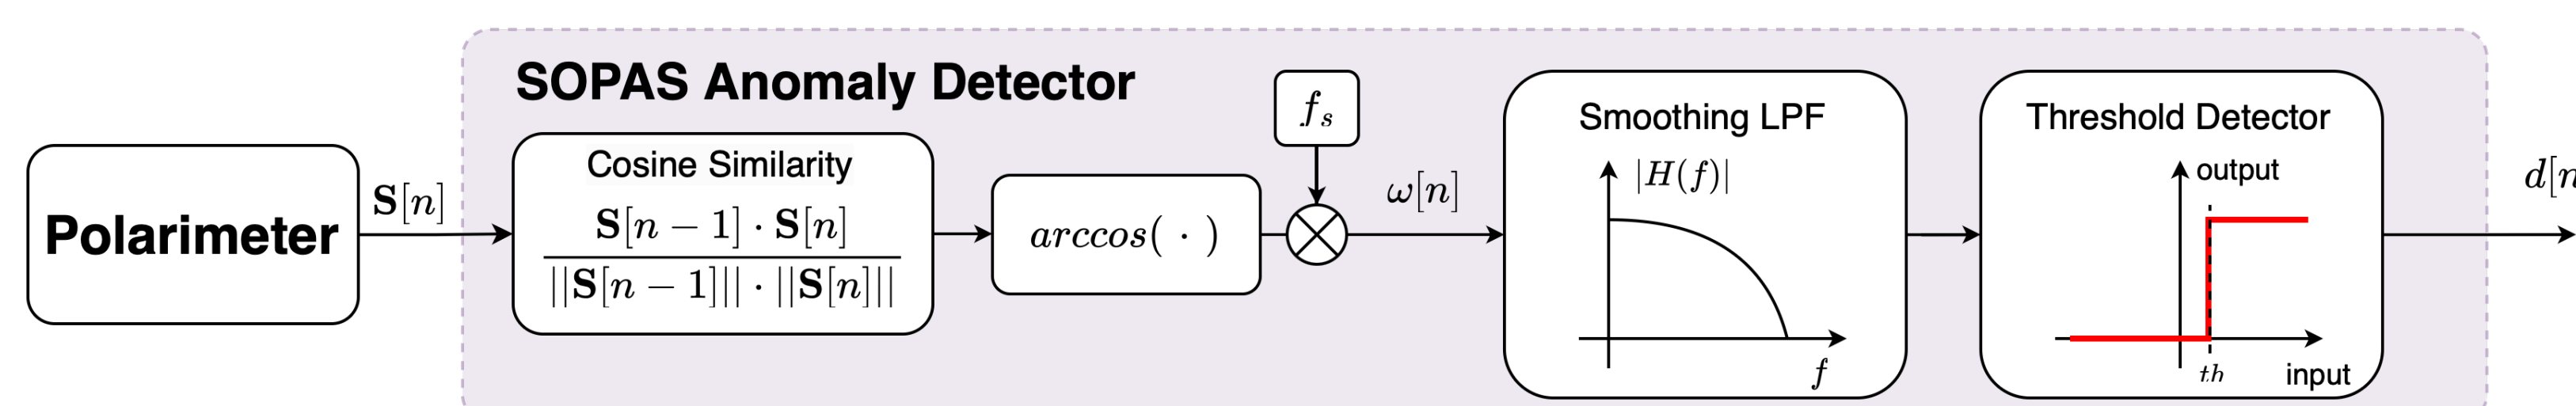 SOPAS Anomaly Detector
Polarimeter
S[n]
Cosine Similarity
S[n − 1] · S[n]
||S[n − 1]|| · ||S[n]||
arccos( · )
f_s
ω[n]
Smoothing LPF
|H(f)|
f
Threshold Detector
output
th
input
d[n